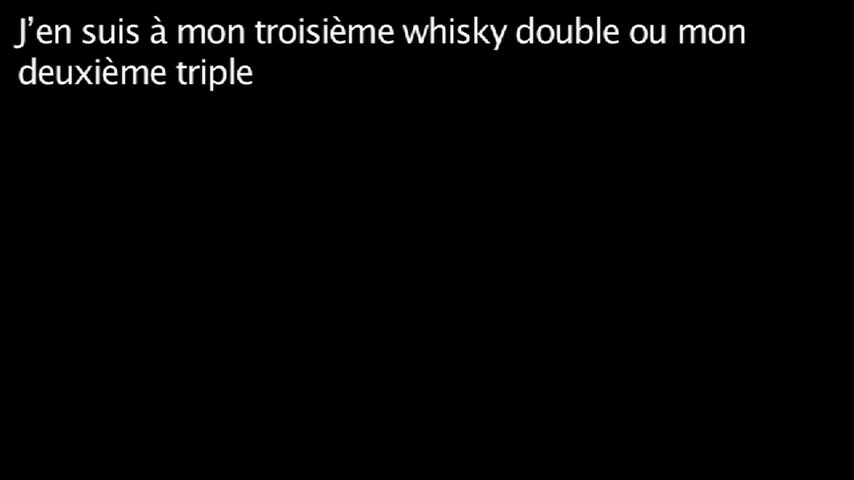 J’en suis à mon troisième whisky double ou mon
deuxième triple